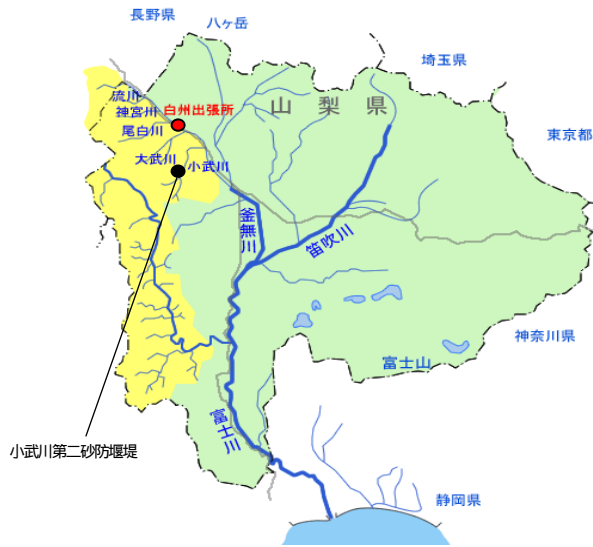 長野県
八ヶ岳
埼玉県
流川
神宮川
白州出張所
山梨県
尾白川
東京都
大武川
小武川
釜無川
笛吹川
神奈川県
富士山
富士川
小武川第二砂防堰堤
静岡県